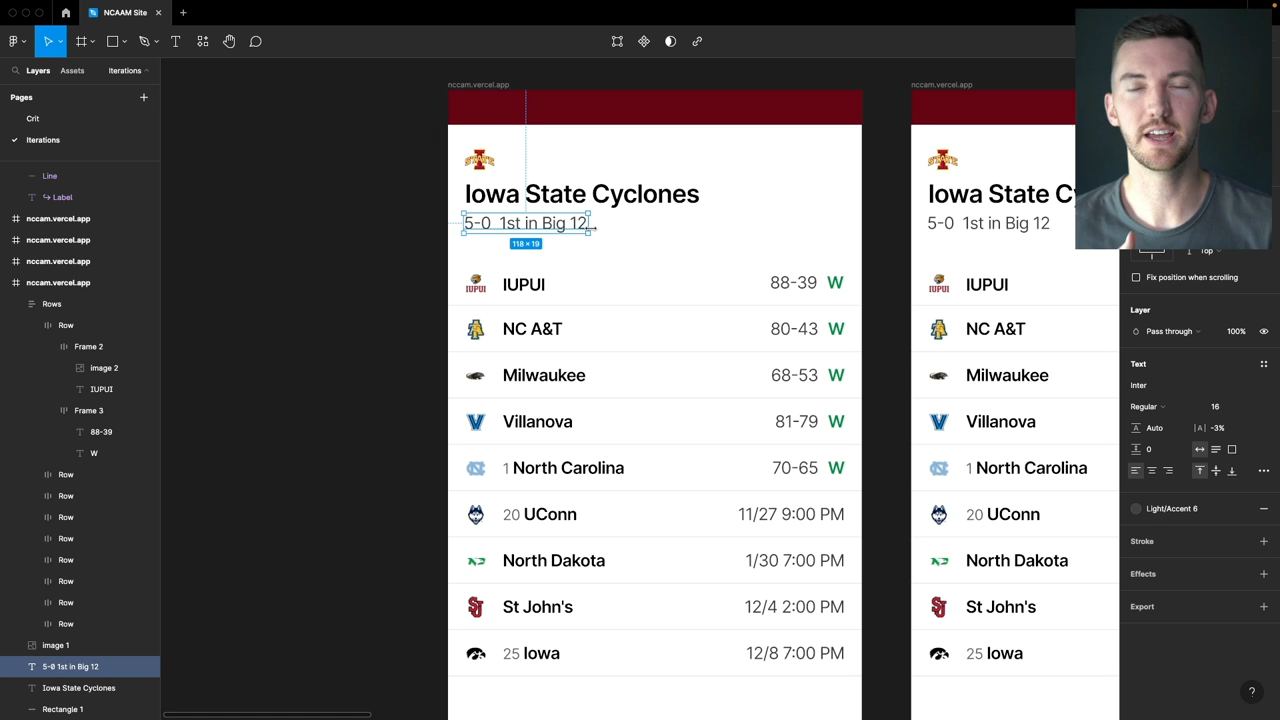 NCAAM Site
Layers
Assets
Iterations
Pages
Crit
Iterations
Line
Label
nccam.vercel.app
nccam.vercel.app
nccam.vercel.app
nccam.vercel.app
Rows
Row
Frame 2
image 2
IUPUI
Frame 3
88-39
W
Row
Row
Row
Row
Row
Row
Row
Row
image 1
5-0 1st in Big 12
Iowa State Cyclones
Rectangle 1
nccam.vercel.app
STATE
Iowa State Cyclones
5-0 1st in Big 12
118 × 19
IUPUI IUPUI 88-39 W
NC A&T 80-43 W
Milwaukee 68-53 W
Villanova 81-79 W
1 North Carolina 70-65 W
20 UConn 11/27 9:00 PM
North Dakota 1/30 7:00 PM
St John's 12/4 2:00 PM
25 Iowa 12/8 7:00 PM
nccam.vercel.app
STATE
Iowa State Cy
5-0 1st in Big 12
IUPUI IUPUI
NC A&T
Milwaukee
Villanova
1 North Carolina
20 UConn
North Dakota
St John's
25 Iowa
Top
Fix position when scrolling
Layer
Pass through 100%
Text
Inter
Regular 16
Auto -3%
0
Light/Accent 6
Stroke
Effects
Export
?